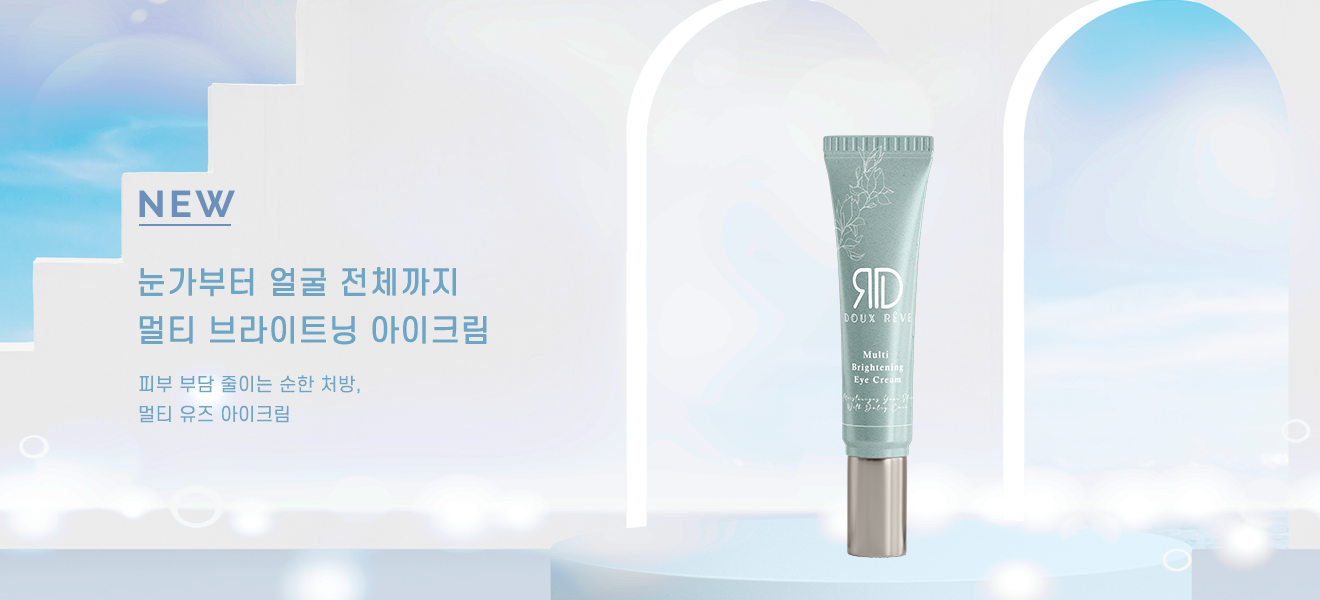 NEW
눈가부터 얼굴 전체까지
멀티 브라이트닝 아이크림
피부 부담 줄이는 순한 처방,
멀티 유즈 아이크림
RD
DOUX RÊVE
Multi
Brightening
Eye Cream